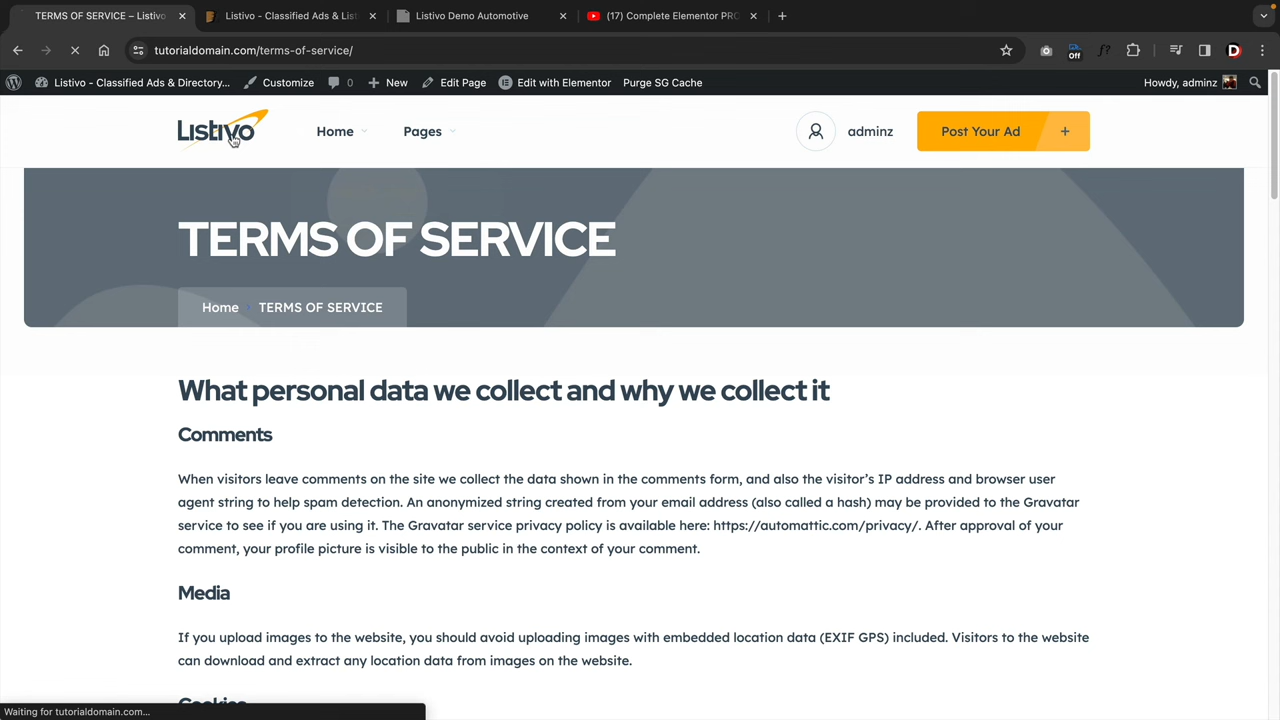 TERMS OF SERVICE – Listivo
Listivo - Classified Ads & List
Listivo Demo Automotive
(17) Complete Elementor PRO
tutorialdomain.com/terms-of-service/
Off
f?
D
Listivo - Classified Ads & Directory...
Customize
0
New
Edit Page
Edit with Elementor
Purge SG Cache
Howdy, adminz
Listivo
Home
Pages
adminz
Post Your Ad +
TERMS OF SERVICE
Home > TERMS OF SERVICE
What personal data we collect and why we collect it
Comments
When visitors leave comments on the site we collect the data shown in the comments form, and also the visitor’s IP address and browser user
agent string to help spam detection. An anonymized string created from your email address (also called a hash) may be provided to the Gravatar
service to see if you are using it. The Gravatar service privacy policy is available here: https://automattic.com/privacy/. After approval of your
comment, your profile picture is visible to the public in the context of your comment.
Media
If you upload images to the website, you should avoid uploading images with embedded location data (EXIF GPS) included. Visitors to the website
can download and extract any location data from images on the website.
Cookies
Waiting for tutorialdomain.com...